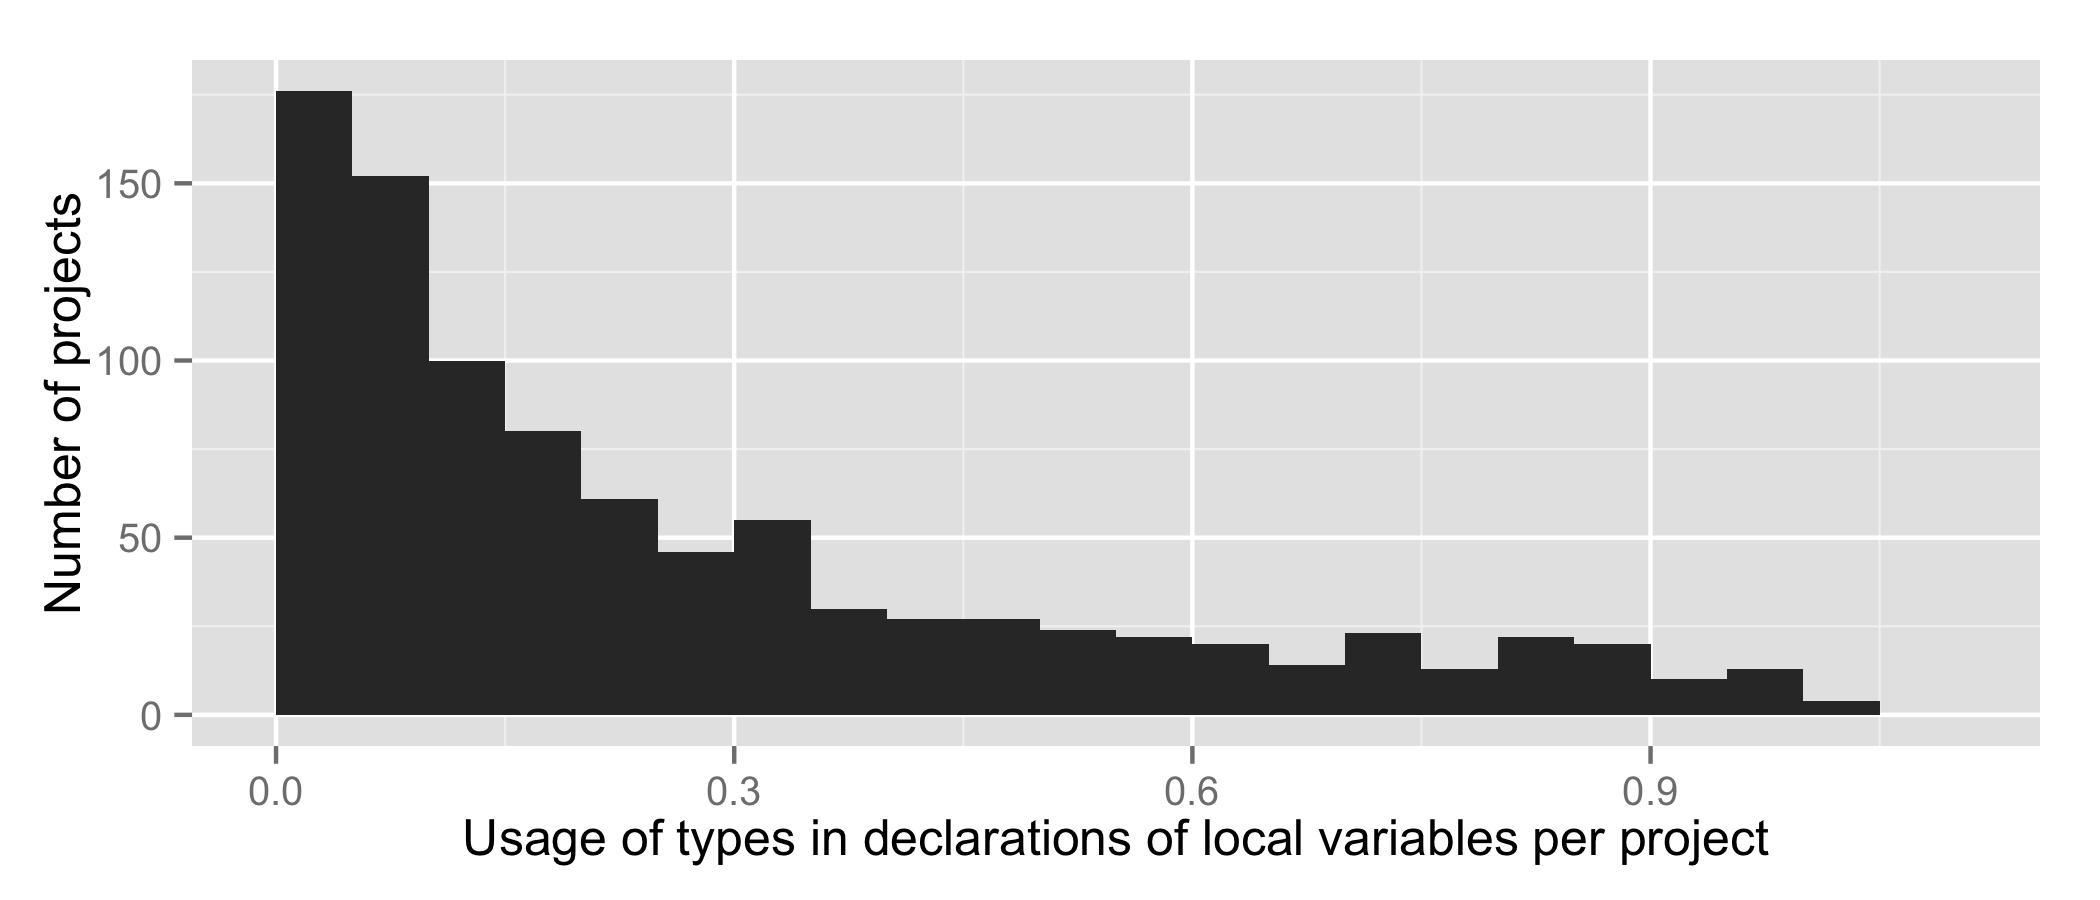 Number of projects
150
100
50
0
0.0 0.3 0.6 0.9
Usage of types in declarations of local variables per project